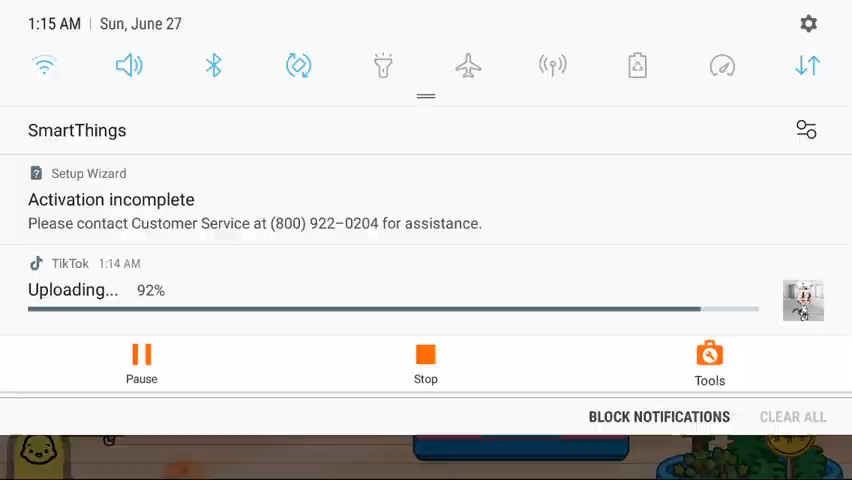 1:15 AM | Sun, June 27
SmartThings
Setup Wizard
Activation incomplete
Please contact Customer Service at (800) 922–0204 for assistance.
TikTok 1:14 AM
Uploading... 92%
Pause
Stop
Tools
BLOCK NOTIFICATIONS
CLEAR ALL